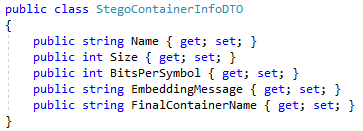 public class StegoContainerInfoDTO
{
    public string Name { get; set; }
    public int Size { get; set; }
    public int BitsPerSymbol { get; set; }
    public string EmbeddingMessage { get; set; }
    public string FinalContainerName { get; set; }
}